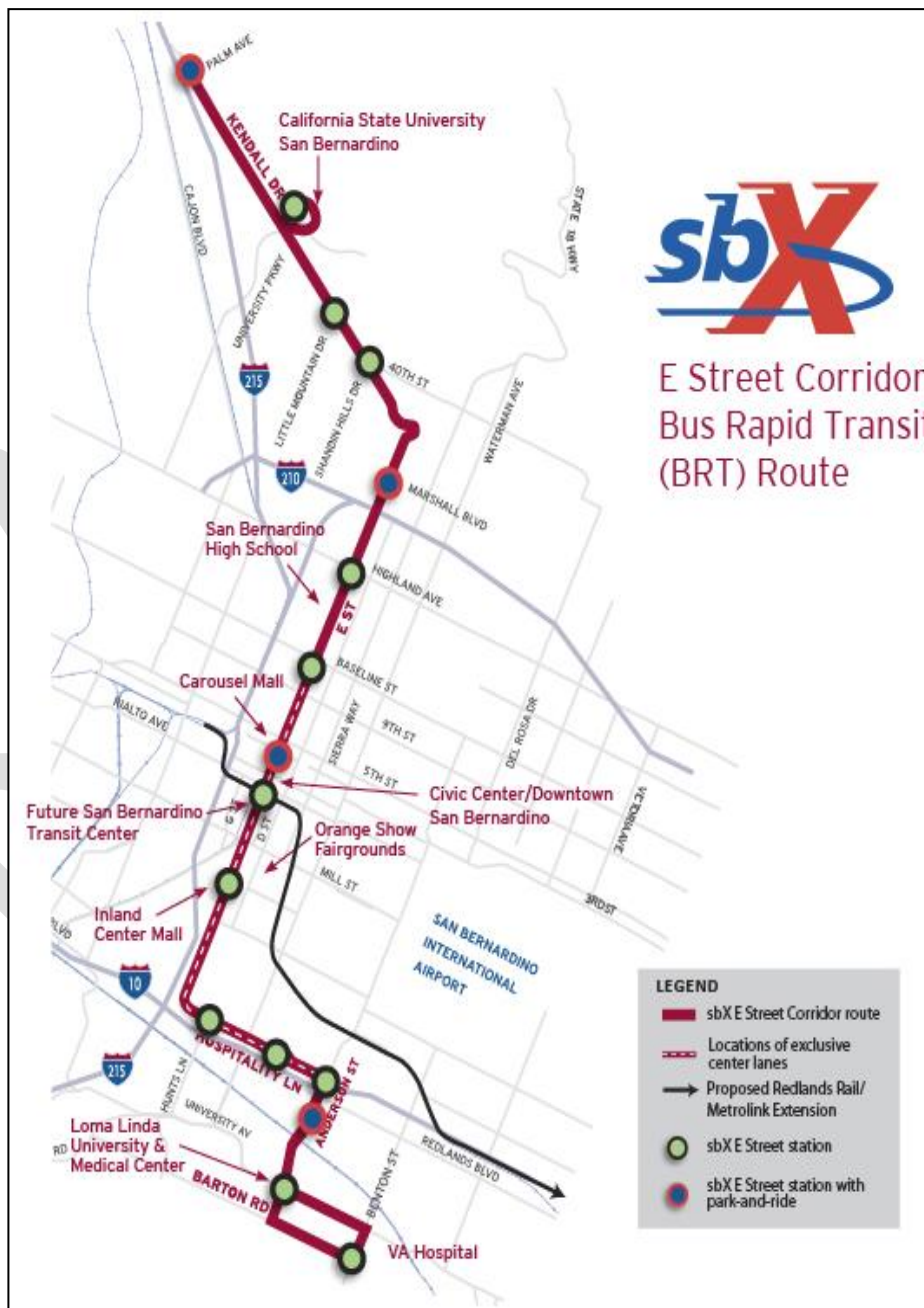 PALM AVE
KENDALL DR
California State University
San Bernardino
CAJON BLVD
STATE 18 HWY
sbX
E Street Corridor
Bus Rapid Transit
(BRT) Route
UNIVERSITY PKWY
LITTLE MOUNTAIN DR
SHANDIN HILLS DR
40TH ST
WATERMAN AVE
215
210
MARSHALL BLVD
San Bernardino
High School
HIGHLAND AVE
E ST
BASELINE ST
Carousel Mall
RIALTO AVE
SIERRA WAY
9TH ST
DEL ROSA DR
5TH ST
VICTORIA AVE
Civic Center/Downtown
San Bernardino
Future San Bernardino
Transit Center
D ST
Orange Show
Fairgrounds
MILL ST
3RD ST
Inland
Center Mall
BLVD
SAN BERNARDINO
INTERNATIONAL
AIRPORT
10
HOSPITALITY LN
215
HUNTS LN
UNIVERSITY AV
ANDERSON ST
REDLANDS BLVD
Loma Linda
University &
Medical Center
RD
BARTON RD
BENTON ST
VA Hospital
LEGEND
sbX E Street Corridor route
Locations of exclusive
center lanes
Proposed Redlands Rail/
Metrolink Extension
sbX E Street station
sbX E Street station with
park-and-ride